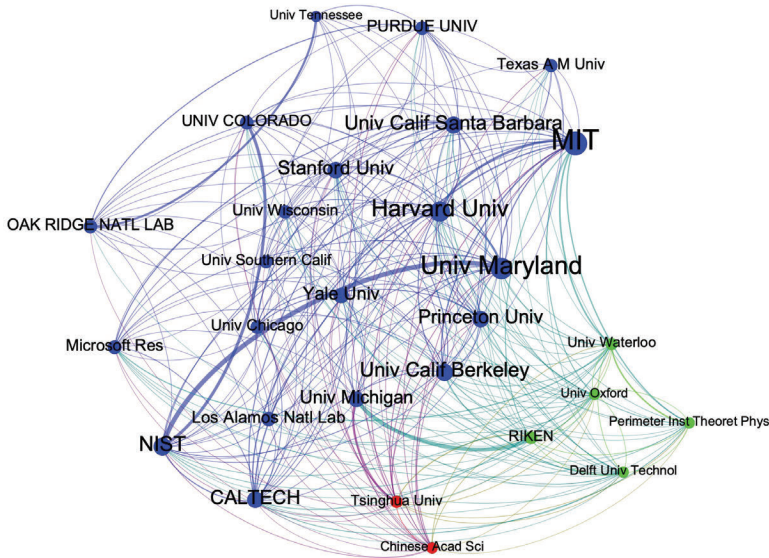 Univ Tennessee
PURDUE UNIV
Texas A M Univ
UNIV COLORADO
Univ Calif Santa Barbara
MIT
Stanford Univ
Univ Wisconsin
Harvard Univ
OAK RIDGE NATL LAB
Univ Southern Calif
Univ Maryland
Yale Univ
Univ Chicago
Princeton Univ
Microsoft Res
Univ Waterloo
Univ Calif Berkeley
Univ Oxford
Univ Michigan
Los Alamos Natl Lab
Perimeter Inst Theoret Phys
RIKEN
NIST
Delft Univ Technol
CALTECH
Tsinghua Univ
Chinese Acad Sci